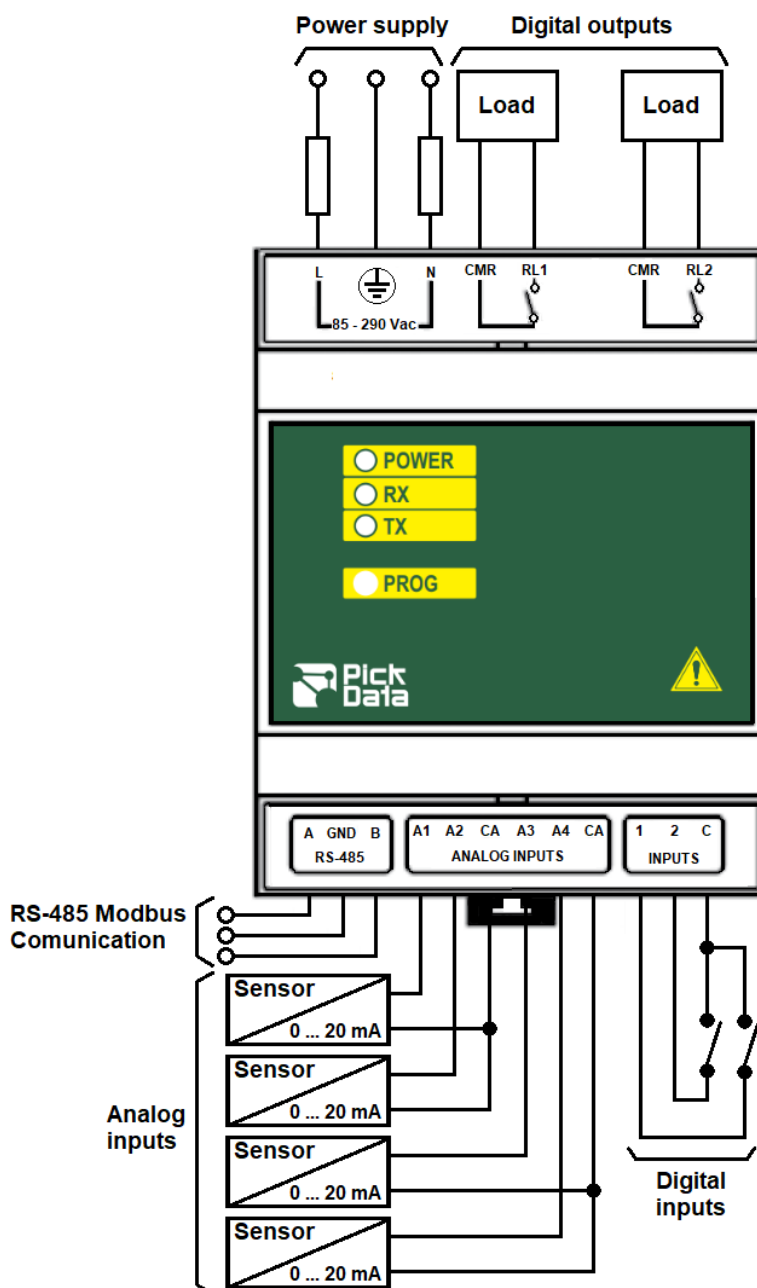 Power supply
Digital outputs
Load
Load
L
N
CMR
RL1
CMR
RL2
85 - 290 Vac
POWER
RX
TX
PROG
Pick
Data
A GND B
RS-485
A1 A2 CA A3 A4 CA
ANALOG INPUTS
1 2 C
INPUTS
RS-485 Modbus
Comunication
Sensor
0 ... 20 mA
Sensor
0 ... 20 mA
Analog
inputs
Sensor
0 ... 20 mA
Sensor
0 ... 20 mA
Digital
inputs